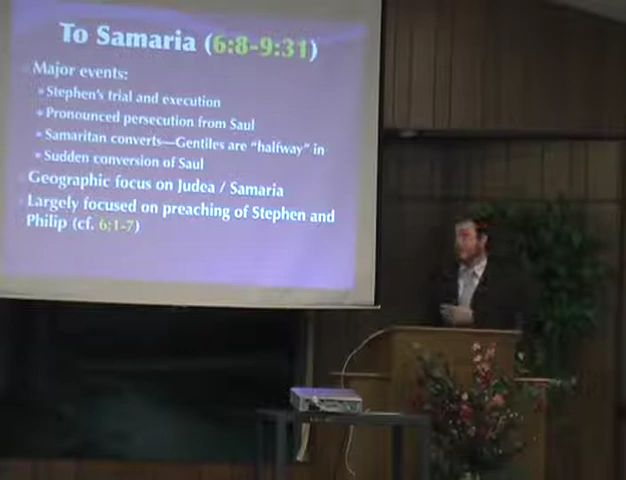 To Samaria (6:8-9:31)
Major events:
Stephen's trial and execution
Pronounced persecution from Saul
Samaritan converts—Gentiles are "halfway" in
Sudden conversion of Saul
Geographic focus on Judea / Samaria
Largely focused on preaching of Stephen and
Philip (cf. 6:1-7)